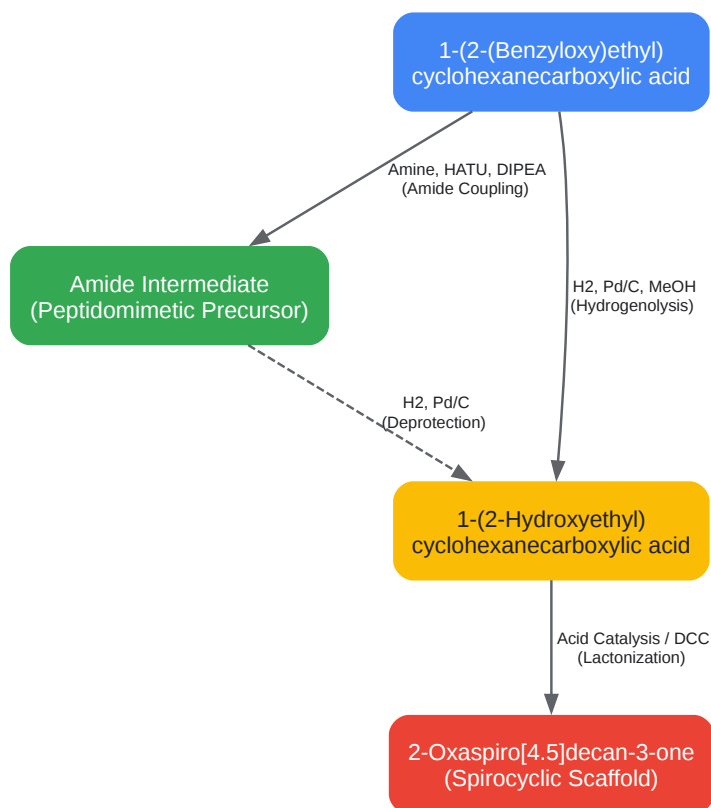 1-(2-(Benzyloxy)ethyl)
cyclohexanecarboxylic acid
Amine, HATU, DIPEA
(Amide Coupling)
Amide Intermediate
(Peptidomimetic Precursor)
H2, Pd/C, MeOH
(Hydrogenolysis)
H2, Pd/C
(Deprotection)
1-(2-Hydroxyethyl)
cyclohexanecarboxylic acid
Acid Catalysis / DCC
(Lactonization)
2-Oxaspiro[4.5]decan-3-one
(Spirocyclic Scaffold)